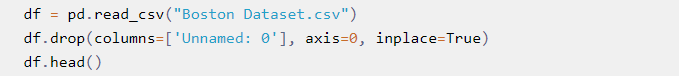 df = pd.read_csv("Boston Dataset.csv")
df.drop(columns=['Unnamed: 0'], axis=0, inplace=True)
df.head()